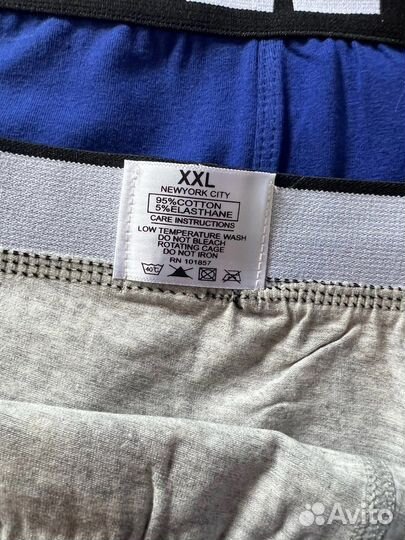 XXL
NEWYORK CITY
95%COTTON
5%ELASTHANE
CARE INSTRUCTIONS
LOW TEMPERATURE WASH
DO NOT BLEACH
ROTATING CAGE
DO NOT IRON
RN 101857
40℃
Avito